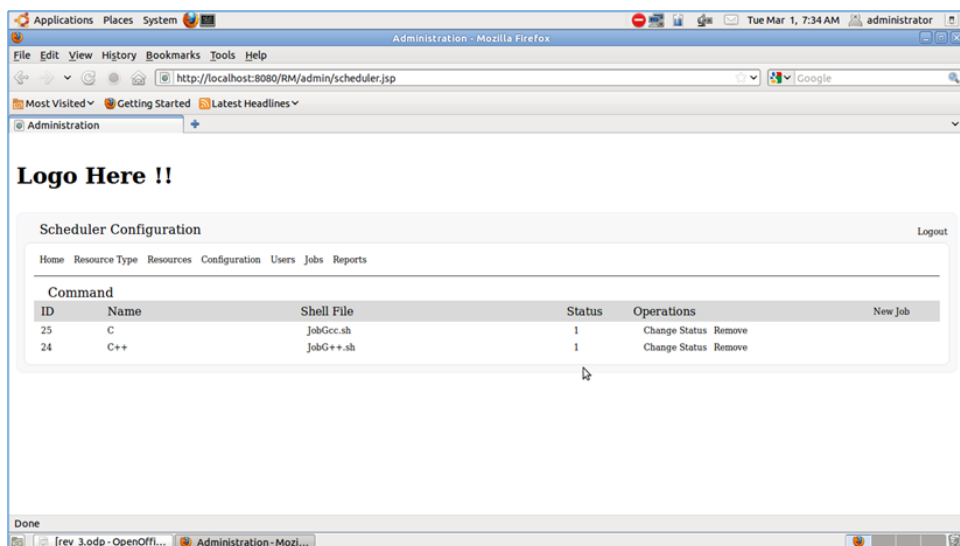 Applications Places System Tue Mar 1, 7:34 AM administrator
Administration - Mozilla Firefox
File Edit View History Bookmarks Tools Help
http://localhost:8080/RM/admin/scheduler.jsp Google
Most Visited Getting Started Latest Headlines
Administration
Logo Here !!
Scheduler Configuration Logout
Home Resource Type Resources Configuration Users Jobs Reports
Command
ID Name Shell File Status Operations New Job
25 C JobGcc.sh 1 Change Status Remove
24 C++ JobG++.sh 1 Change Status Remove
Done
[rev_3.odp - OpenOffi... Administration - Mozi...